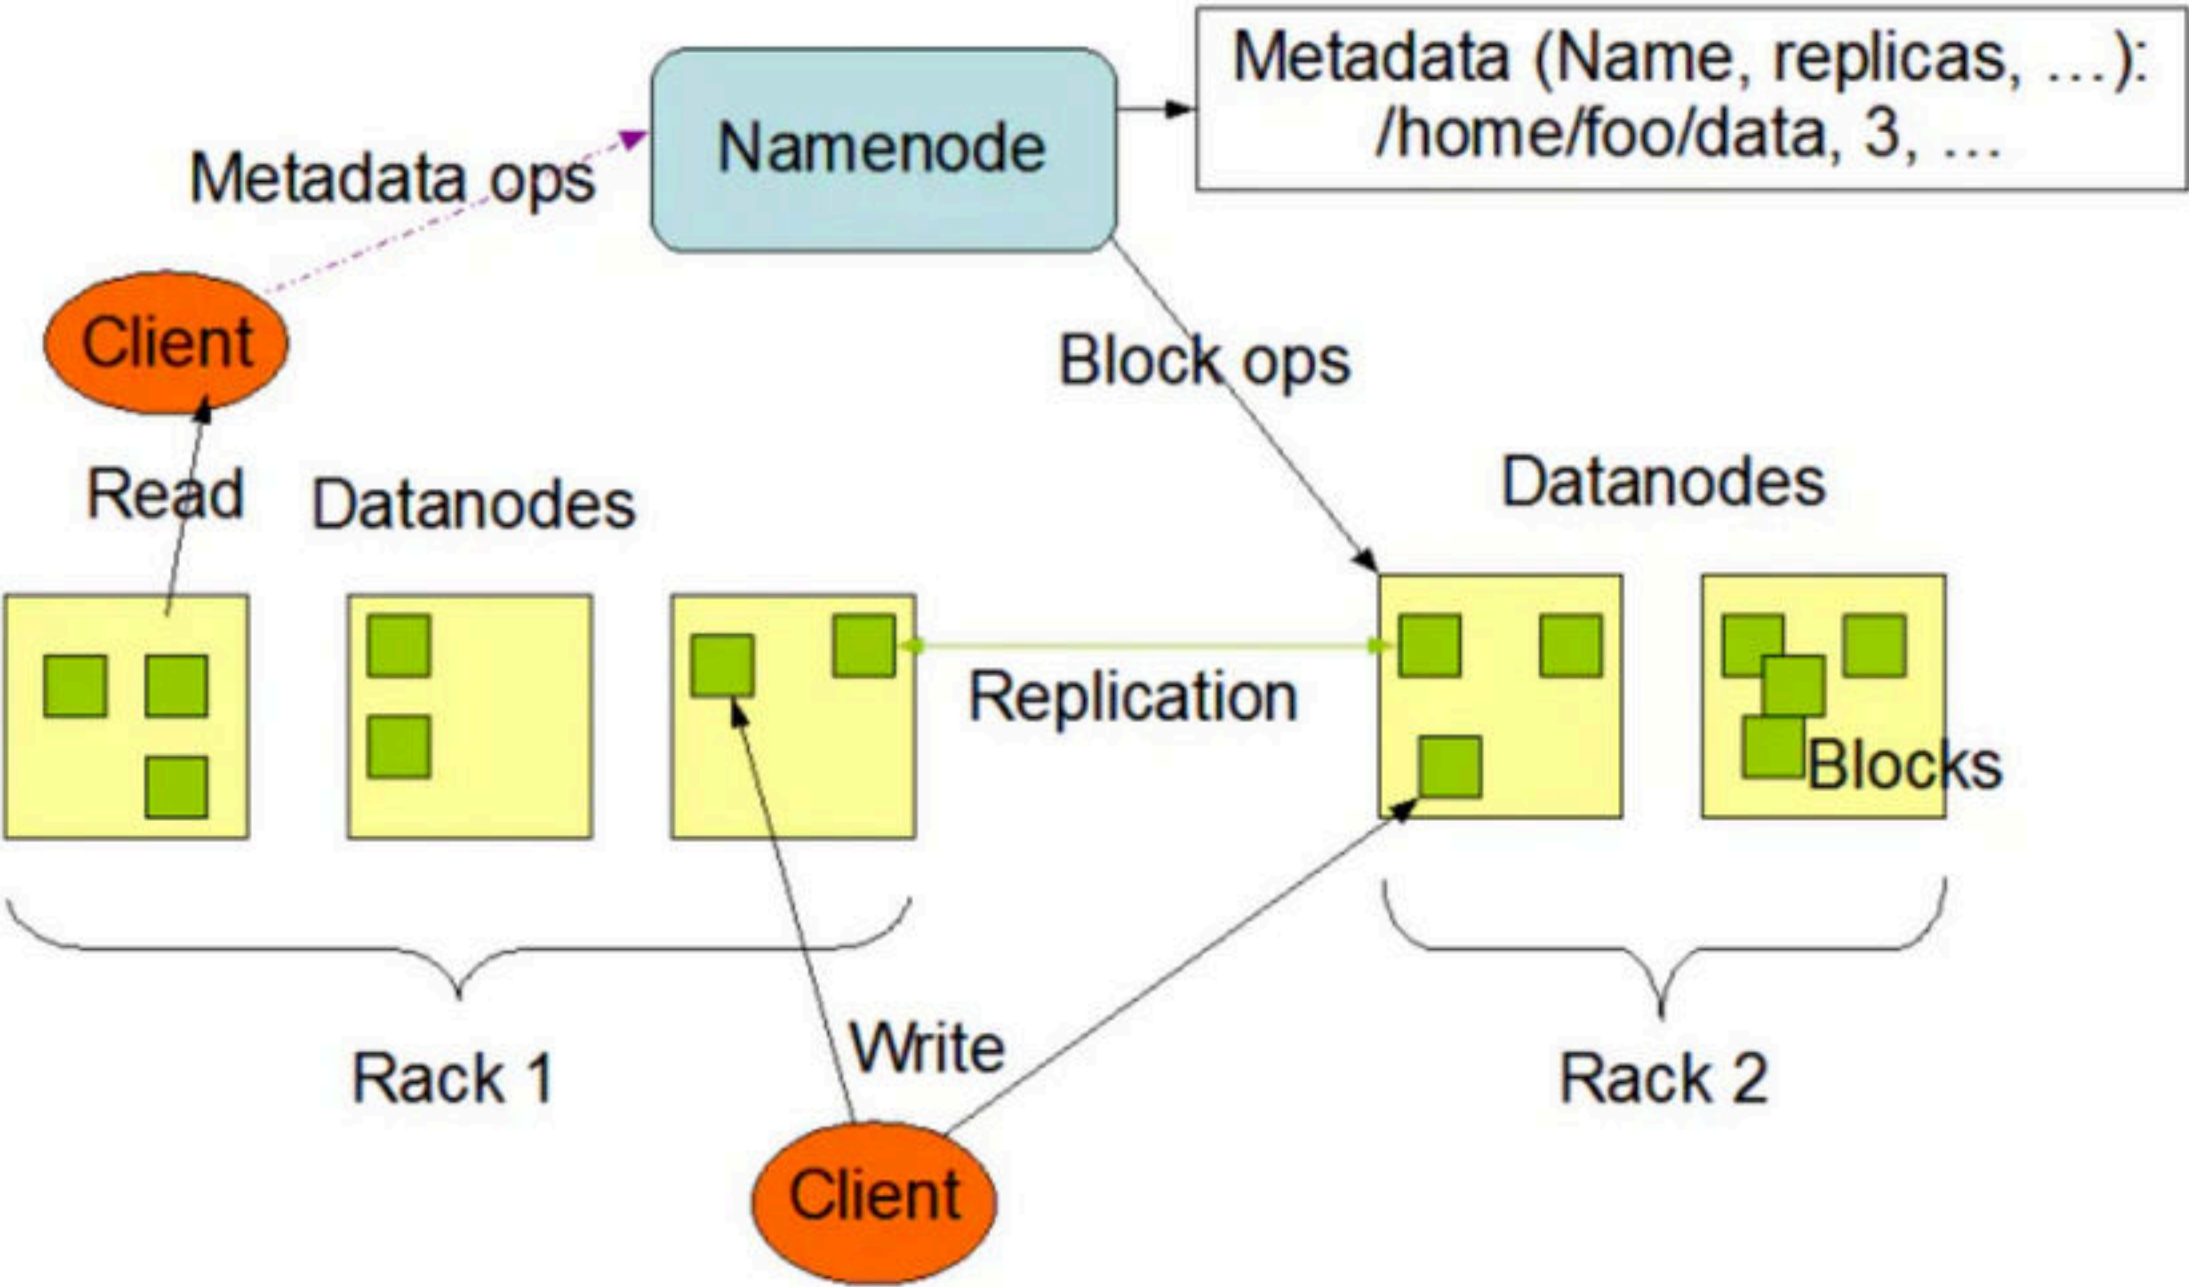 Metadata (Name, replicas, …):
/home/foo/data, 3, …
Namenode
Metadata ops
Client
Block ops
Read
Datanodes
Datanodes
Replication
Blocks
Rack 1
Write
Rack 2
Client